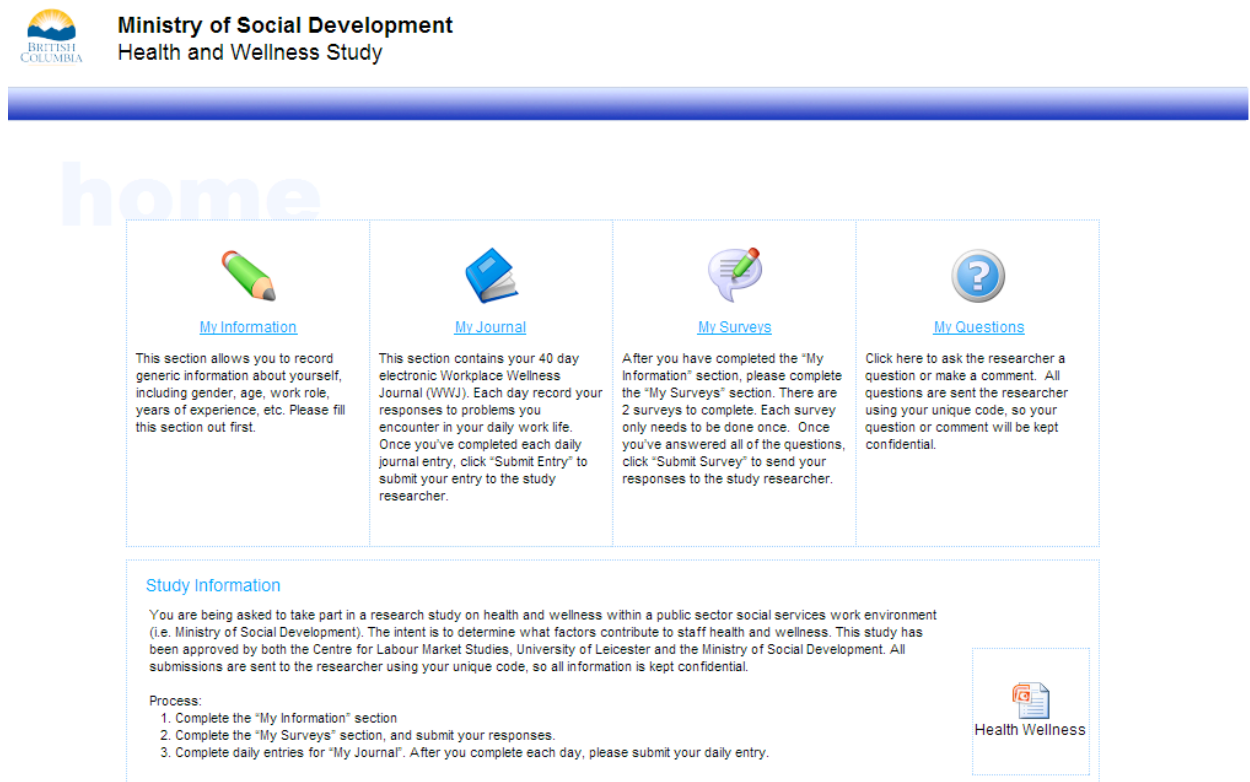 BRITISH
COLUMBIA
Ministry of Social Development
Health and Wellness Study
home
My Information
This section allows you to record
generic information about yourself,
including gender, age, work role,
years of experience, etc. Please fill
this section out first.
My Journal
This section contains your 40 day
electronic Workplace Wellness
Journal (WWJ). Each day record your
responses to problems you
encounter in your daily work life.
Once you've completed each daily
journal entry, click “Submit Entry” to
submit your entry to the study
researcher.
My Surveys
After you have completed the “My
Information” section, please complete
the “My Surveys” section. There are
2 surveys to complete. Each survey
only needs to be done once.  Once
you've answered all of the questions,
click “Submit Survey” to send your
responses to the study researcher.
My Questions
Click here to ask the researcher a
question or make a comment.  All
questions are sent the researcher
using your unique code, so your
question or comment will be kept
confidential.
Study Information
You are being asked to take part in a research study on health and wellness within a public sector social services work environment
(i.e. Ministry of Social Development). The intent is to determine what factors contribute to staff health and wellness. This study has
been approved by both the Centre for Labour Market Studies, University of Leicester and the Ministry of Social Development. All
submissions are sent to the researcher using your unique code, so all information is kept confidential.
Process:
1. Complete the “My Information” section
2. Complete the “My Surveys” section, and submit your responses.
3. Complete daily entries for “My Journal”. After you complete each day, please submit your daily entry.
Health Wellness